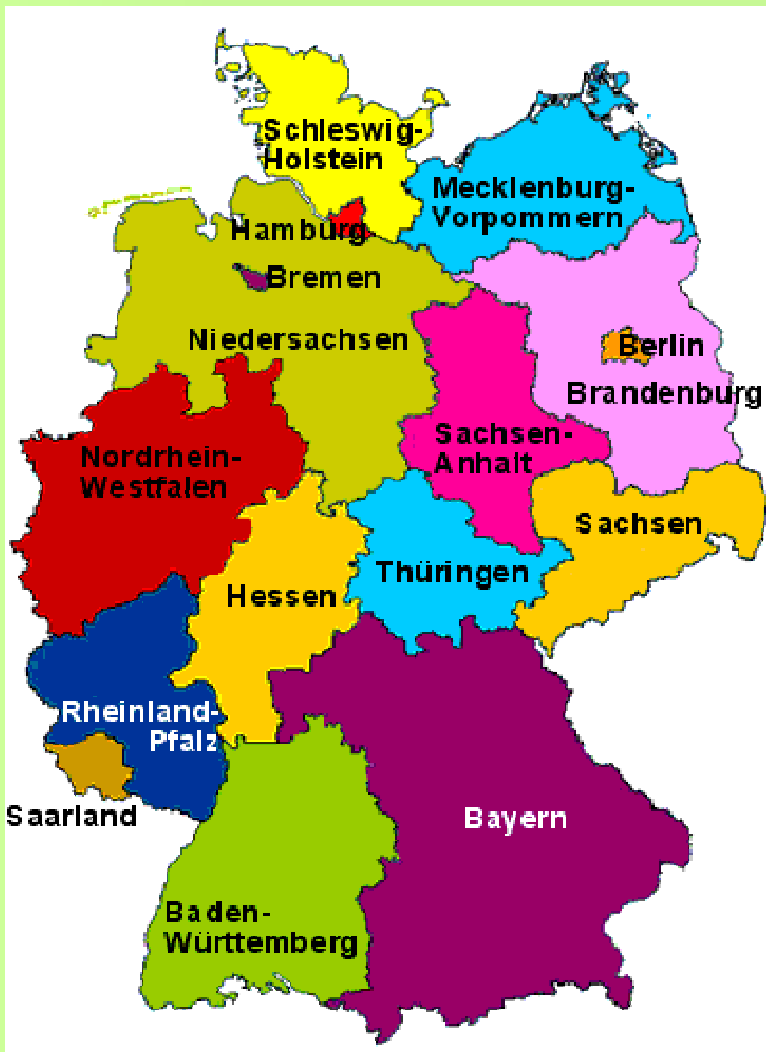 Schleswig-
Holstein
Mecklenburg-
Vorpommern
Hamburg
Bremen
Niedersachsen
Berlin
Brandenburg
Sachsen-
Anhalt
Nordrhein-
Westfalen
Sachsen
Thüringen
Hessen
Rheinland-
Pfalz
Saarland
Bayern
Baden-
Württemberg